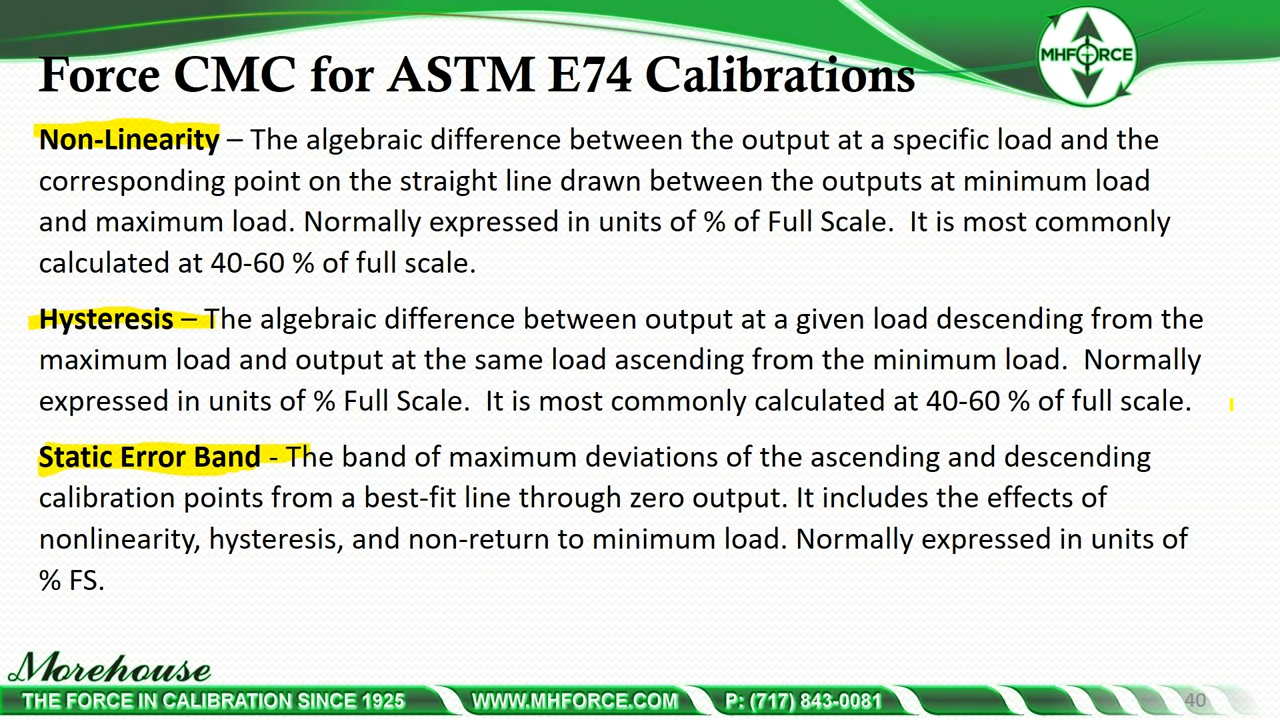 Force CMC for ASTM E74 Calibrations
MHFORCE
Non-Linearity – The algebraic difference between the output at a specific load and the
corresponding point on the straight line drawn between the outputs at minimum load
and maximum load. Normally expressed in units of % of Full Scale.  It is most commonly
calculated at 40-60 % of full scale.
Hysteresis – The algebraic difference between output at a given load descending from the
maximum load and output at the same load ascending from the minimum load.  Normally
expressed in units of % Full Scale.  It is most commonly calculated at 40-60 % of full scale.
Static Error Band - The band of maximum deviations of the ascending and descending
calibration points from a best-fit line through zero output. It includes the effects of
nonlinearity, hysteresis, and non-return to minimum load. Normally expressed in units of
% FS.
Morehouse
THE FORCE IN CALIBRATION SINCE 1925 WWW.MHFORCE.COM P: (717) 843-0081 40